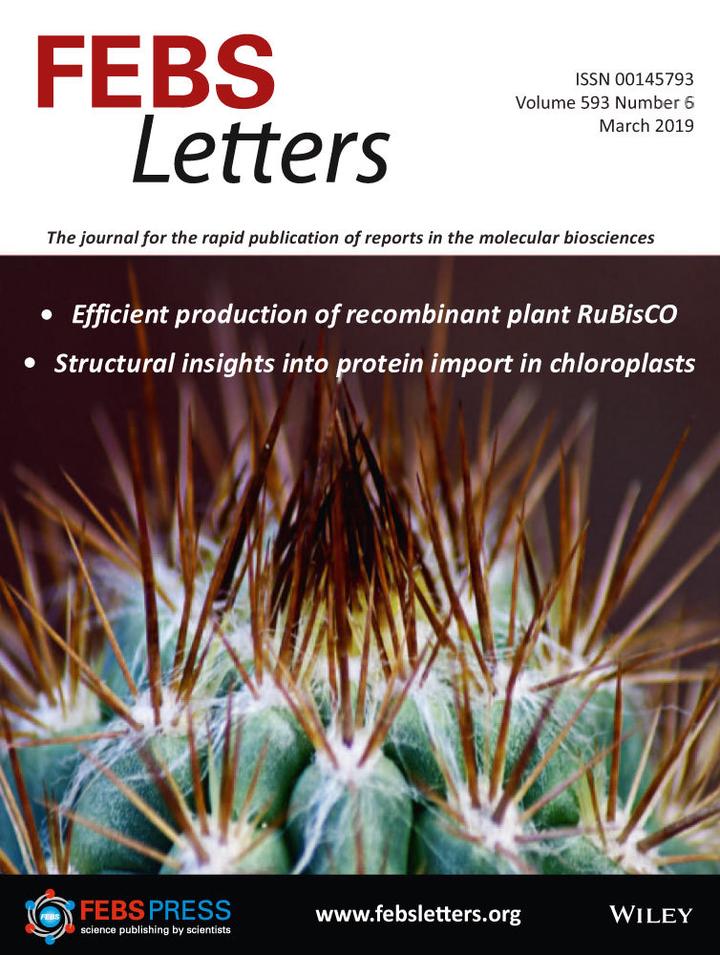 FEBS
Letters
ISSN 00145793
Volume 593 Number 6
March 2019
The journal for the rapid publication of reports in the molecular biosciences
• Efficient production of recombinant plant RuBisCO
• Structural insights into protein import in chloroplasts
FEBS
FEBS PRESS
science publishing by scientists
www.febsletters.org
WILEY